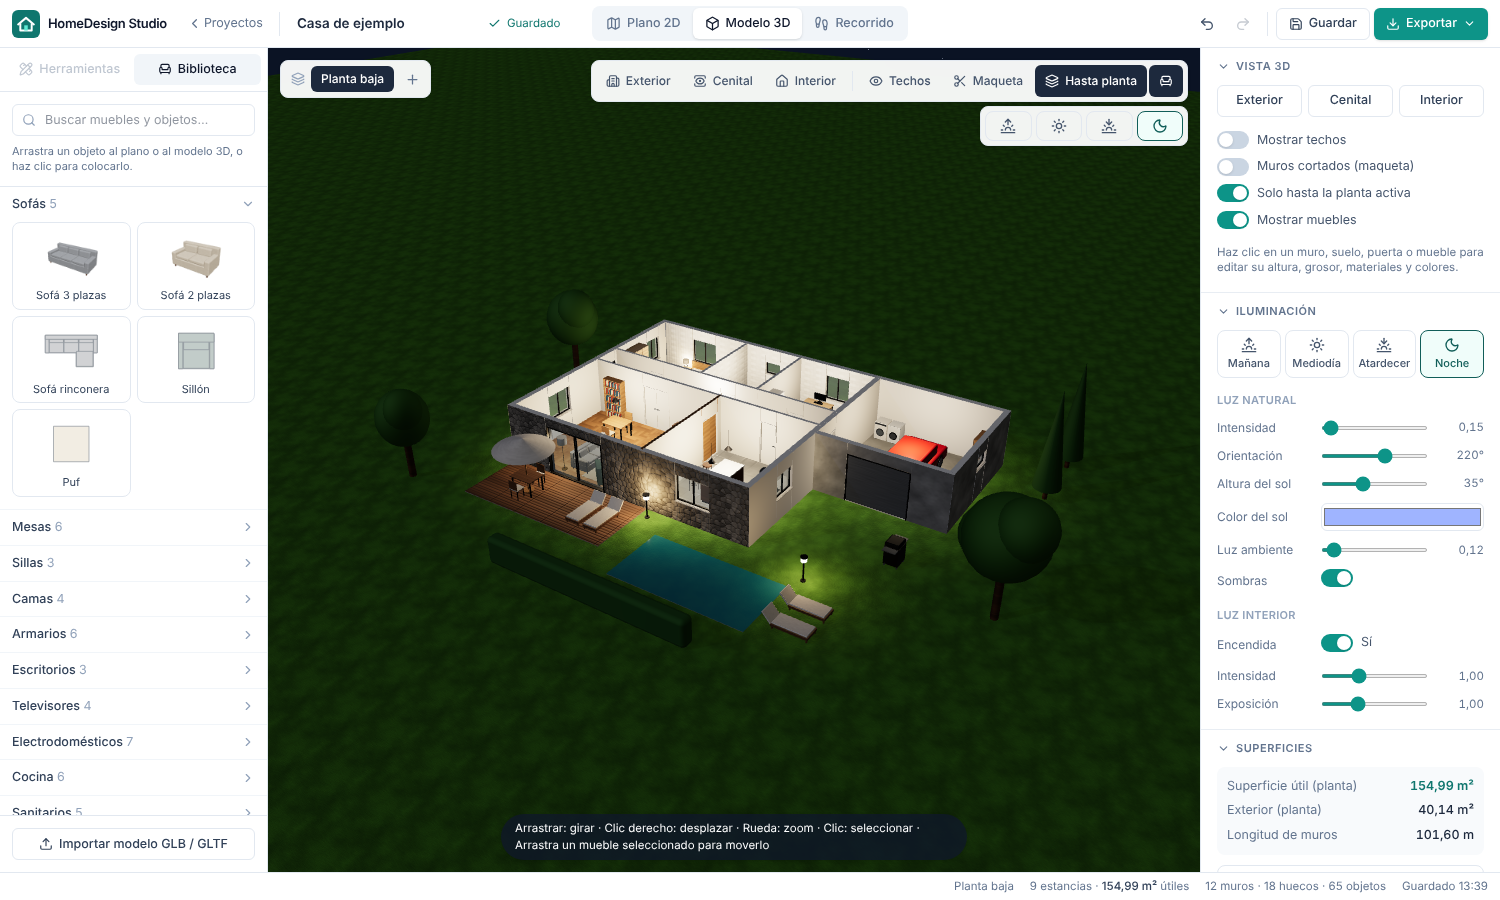 HomeDesign Studio
Proyectos
Casa de ejemplo
Guardado
Plano 2D
Modelo 3D
Recorrido
Guardar
Exportar
Herramientas
Biblioteca
Buscar muebles y objetos...
Arrastra un objeto al plano o al modelo 3D, o
haz clic para colocarlo.
Sofás 5
Sofá 3 plazas
Sofá 2 plazas
Sofá rinconera
Sillón
Puf
Mesas 6
Sillas 3
Camas 4
Armarios 6
Escritorios 3
Televisores 4
Electrodomésticos 7
Cocina 6
Sanitarios 5
Importar modelo GLB / GLTF
Planta baja
Exterior
Cenital
Interior
Techos
Maqueta
Hasta planta
Arrastrar: girar · Clic derecho: desplazar · Rueda: zoom · Clic: seleccionar ·
Arrastra un mueble seleccionado para moverlo
VISTA 3D
Exterior
Cenital
Interior
Mostrar techos
Muros cortados (maqueta)
Solo hasta la planta activa
Mostrar muebles
Haz clic en un muro, suelo, puerta o mueble para
editar su altura, grosor, materiales y colores.
ILUMINACIÓN
Mañana
Mediodía
Atardecer
Noche
LUZ NATURAL
Intensidad 0,15
Orientación 220°
Altura del sol 35°
Color del sol
Luz ambiente 0,12
Sombras
LUZ INTERIOR
Encendida Sí
Intensidad 1,00
Exposición 1,00
SUPERFICIES
Superficie útil (planta) 154,99 m²
Exterior (planta) 40,14 m²
Longitud de muros 101,60 m
Planta baja
9 estancias · 154,99 m² útiles
12 muros · 18 huecos · 65 objetos
Guardado 13:39